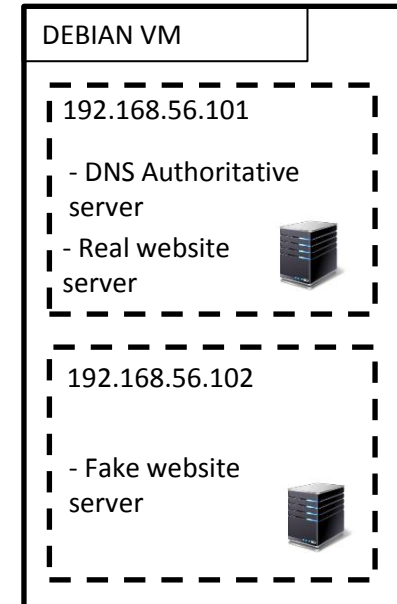 DEBIAN VM
192.168.56.101
- DNS Authoritative
server
- Real website
server
192.168.56.102
- Fake website
server